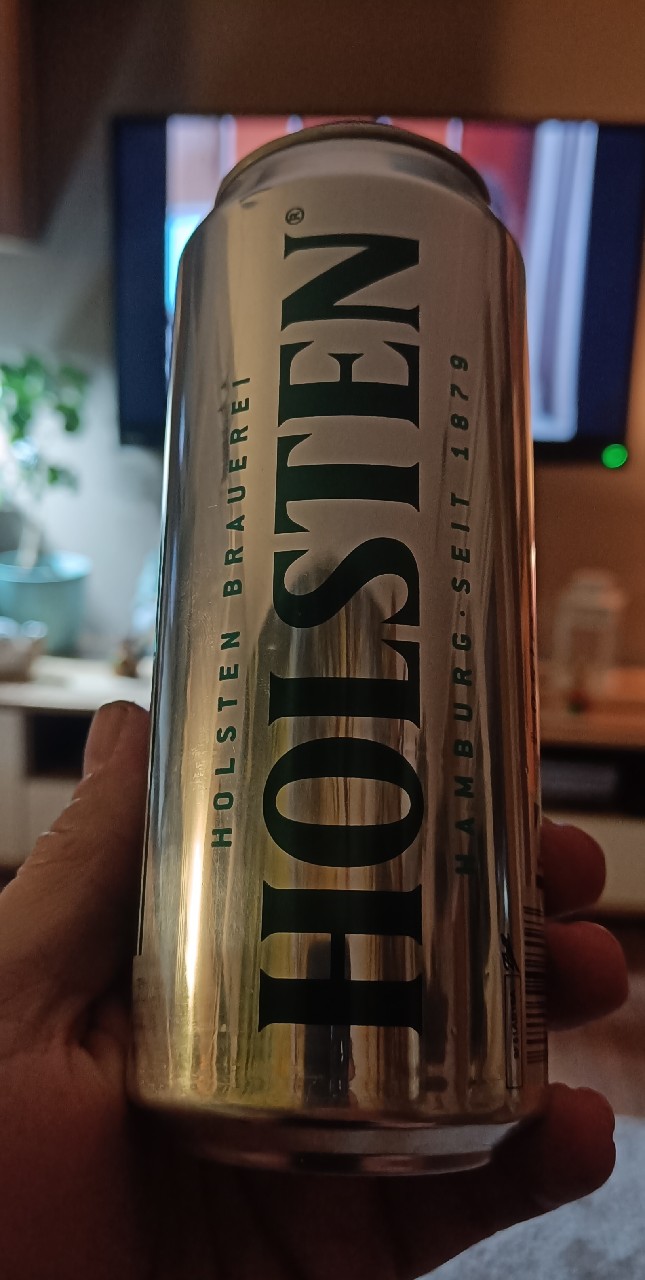 HOLSTEN BRAUEREI
HOLSTEN®
HAMBURG·SEIT 1879